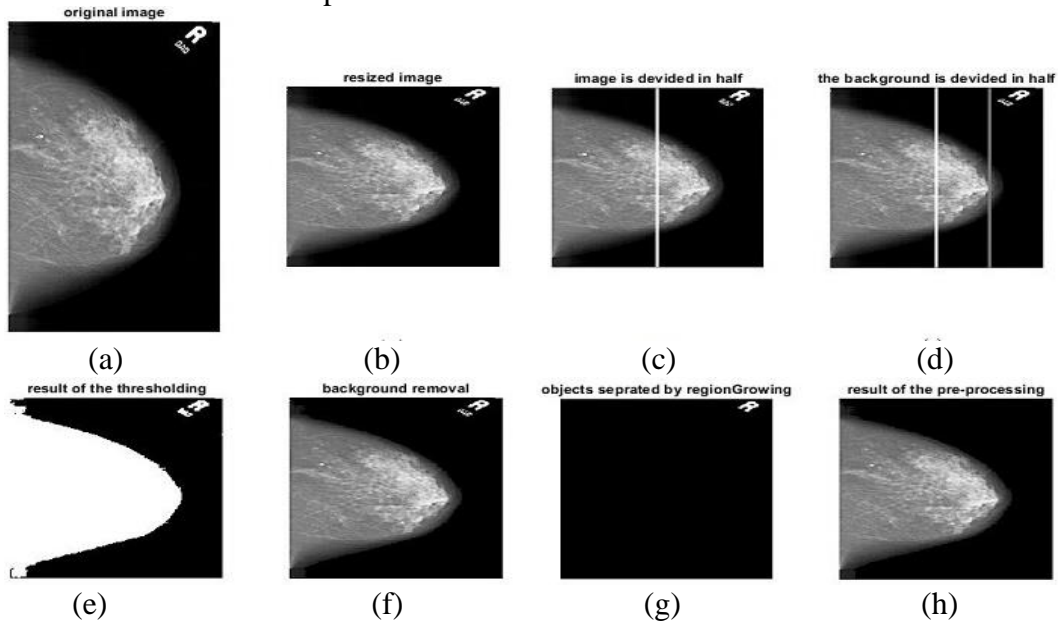 original image
R
resized image
R
image is devided in half
R
the background is devided in half
R
(a)
(b)
(c)
(d)
result of the thresholding
R
background removal
R
objects seprated by regionGrowing
R
result of the pre-processing
(e)
(f)
(g)
(h)